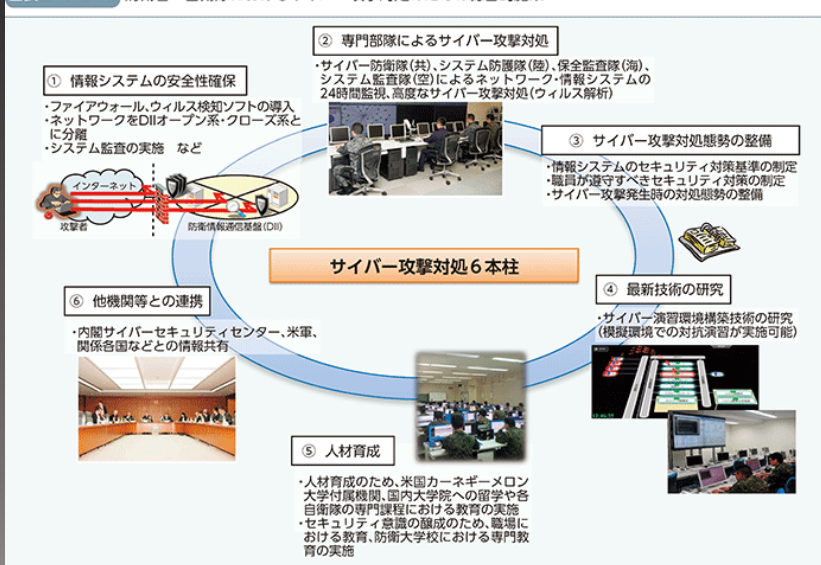 ① 情報システムの安全性確保
・ファイアウォール、ウィルス検知ソフトの導入
・ネットワークをDIIオープン系・クローズ系と
に分離
・システム監査の実施　など
インターネット
攻撃者
防衛情報通信基盤(DII)
② 専門部隊によるサイバー攻撃対処
・サイバー防衛隊(共)、システム防護隊(陸)、保全監査隊(海)、
システム監査隊(空)によるネットワーク・情報システムの
24時間監視、高度なサイバー攻撃対処(ウィルス解析)
③ サイバー攻撃対処態勢の整備
・情報システムのセキュリティ対策基準の制定
・職員が遵守すべきセキュリティ対策の制定
・サイバー攻撃発生時の対処態勢の整備
サイバー攻撃対処6本柱
④ 最新技術の研究
・サイバー演習環境構築技術の研究
(模擬環境での対抗演習が実施可能)
⑤ 人材育成
・人材育成のため、米国カーネギーメロン
大学付属機関、国内大学院への留学や各
自衛隊の専門課程における教育の実施
・セキュリティ意識の醸成のため、職場に
おける教育、防衛大学校における専門教
育の実施
⑥ 他機関等との連携
・内閣サイバーセキュリティセンター、米軍、
関係各国などとの情報共有